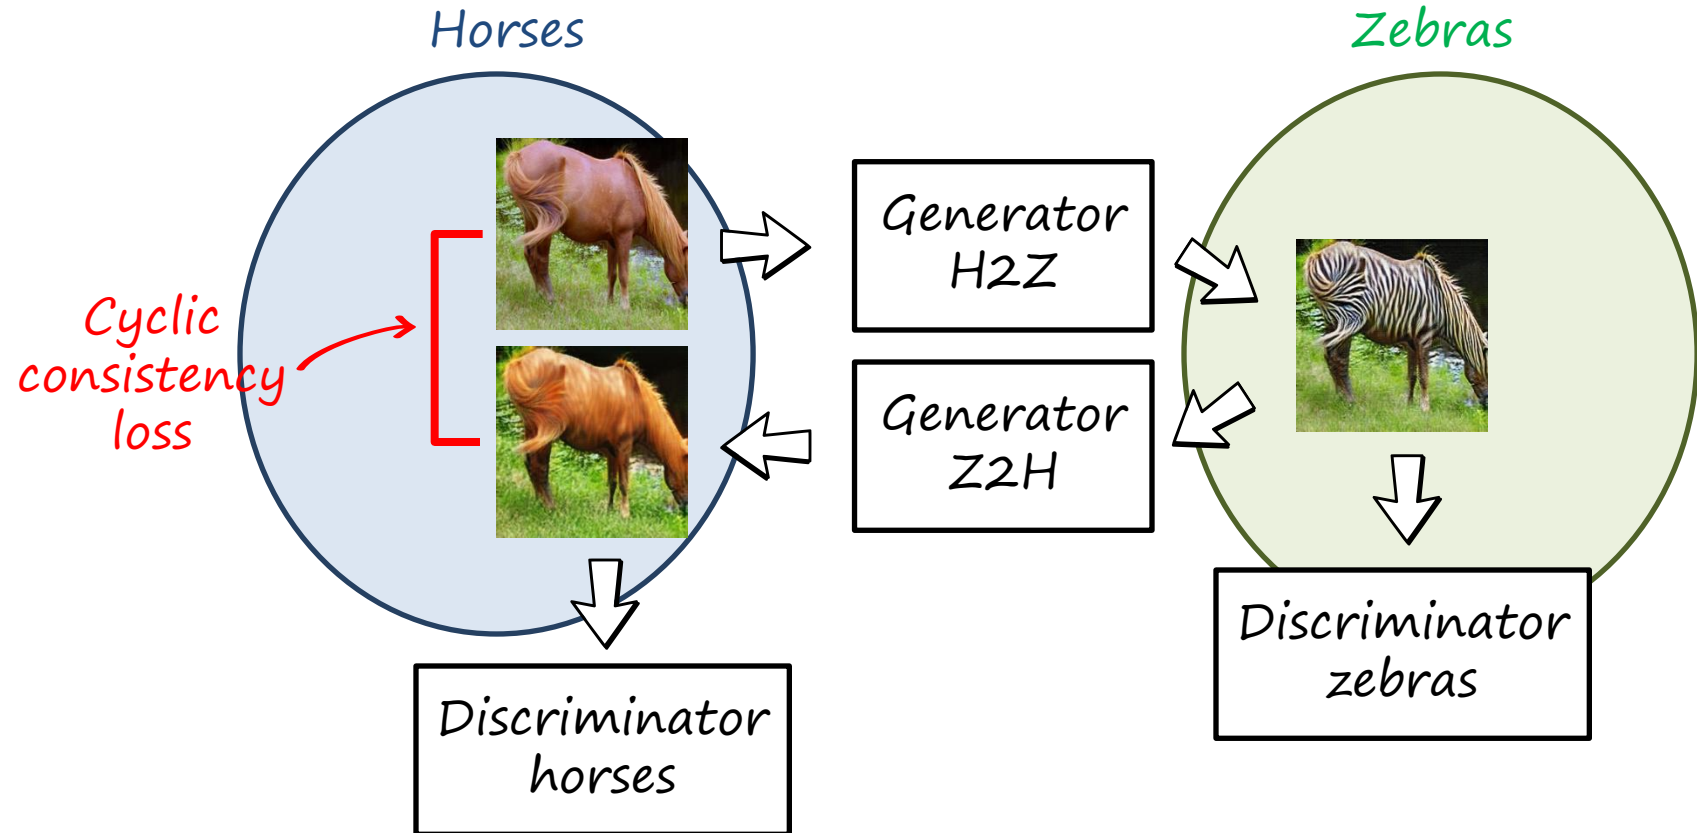 Horses
Zebras
Generator
H2Z
Cyclic
consistency
loss
Generator
Z2H
Discriminator
zebras
Discriminator
horses